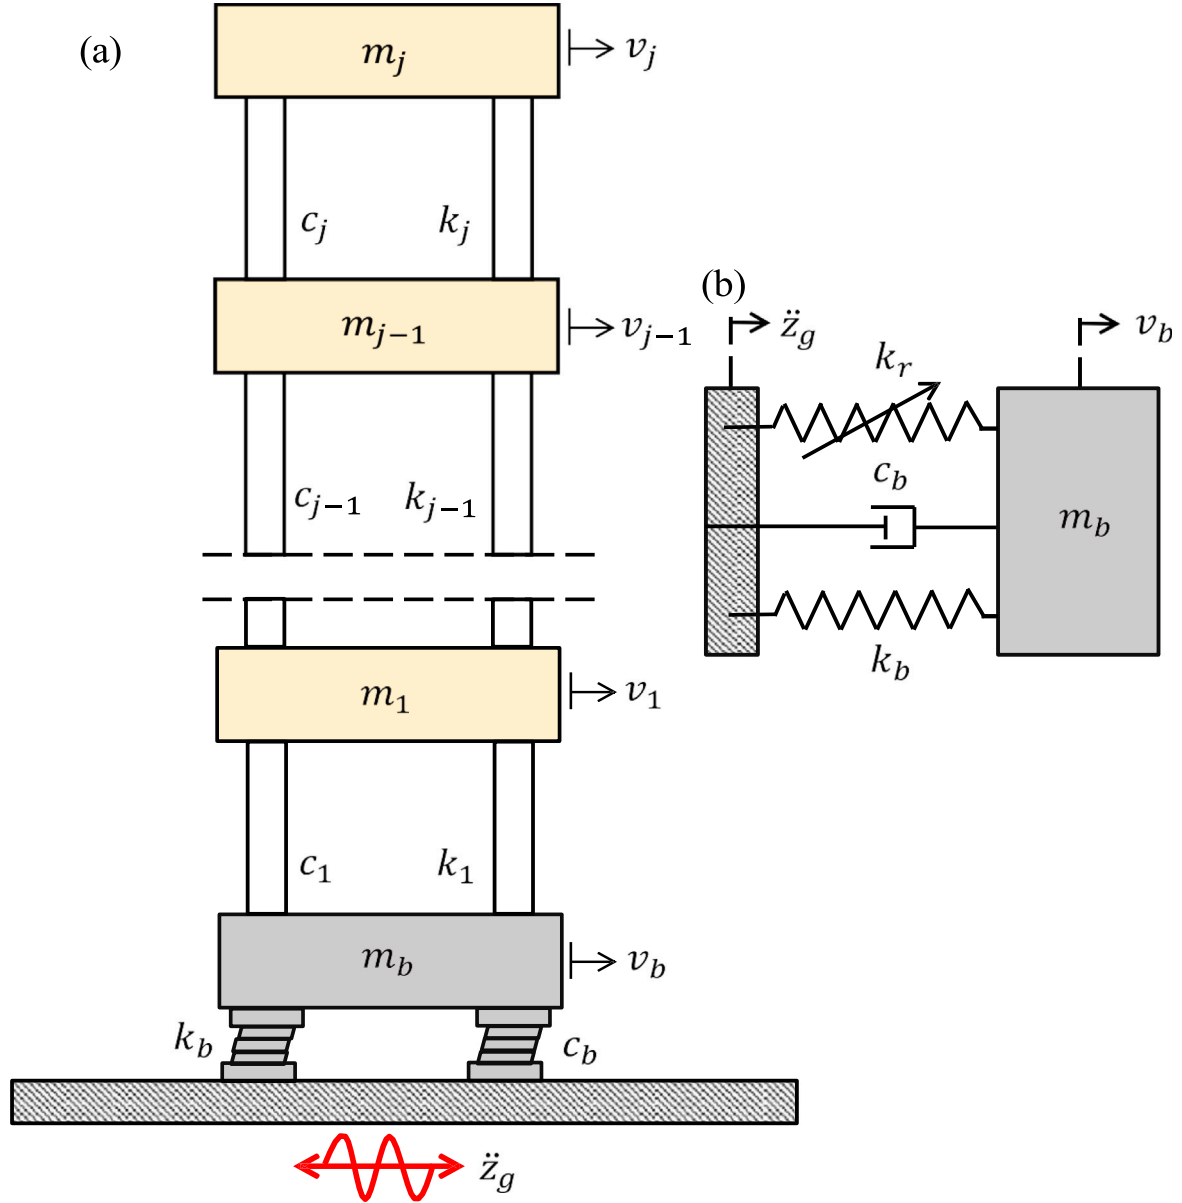 (a)
m_j
v_j
c_j
k_j
m_{j−1}
v_{j−1}
c_{j−1}
k_{j−1}
m_1
v_1
c_1
k_1
m_b
v_b
k_b
c_b
z̈_g
(b)
z̈_g
v_b
k_r
c_b
m_b
k_b